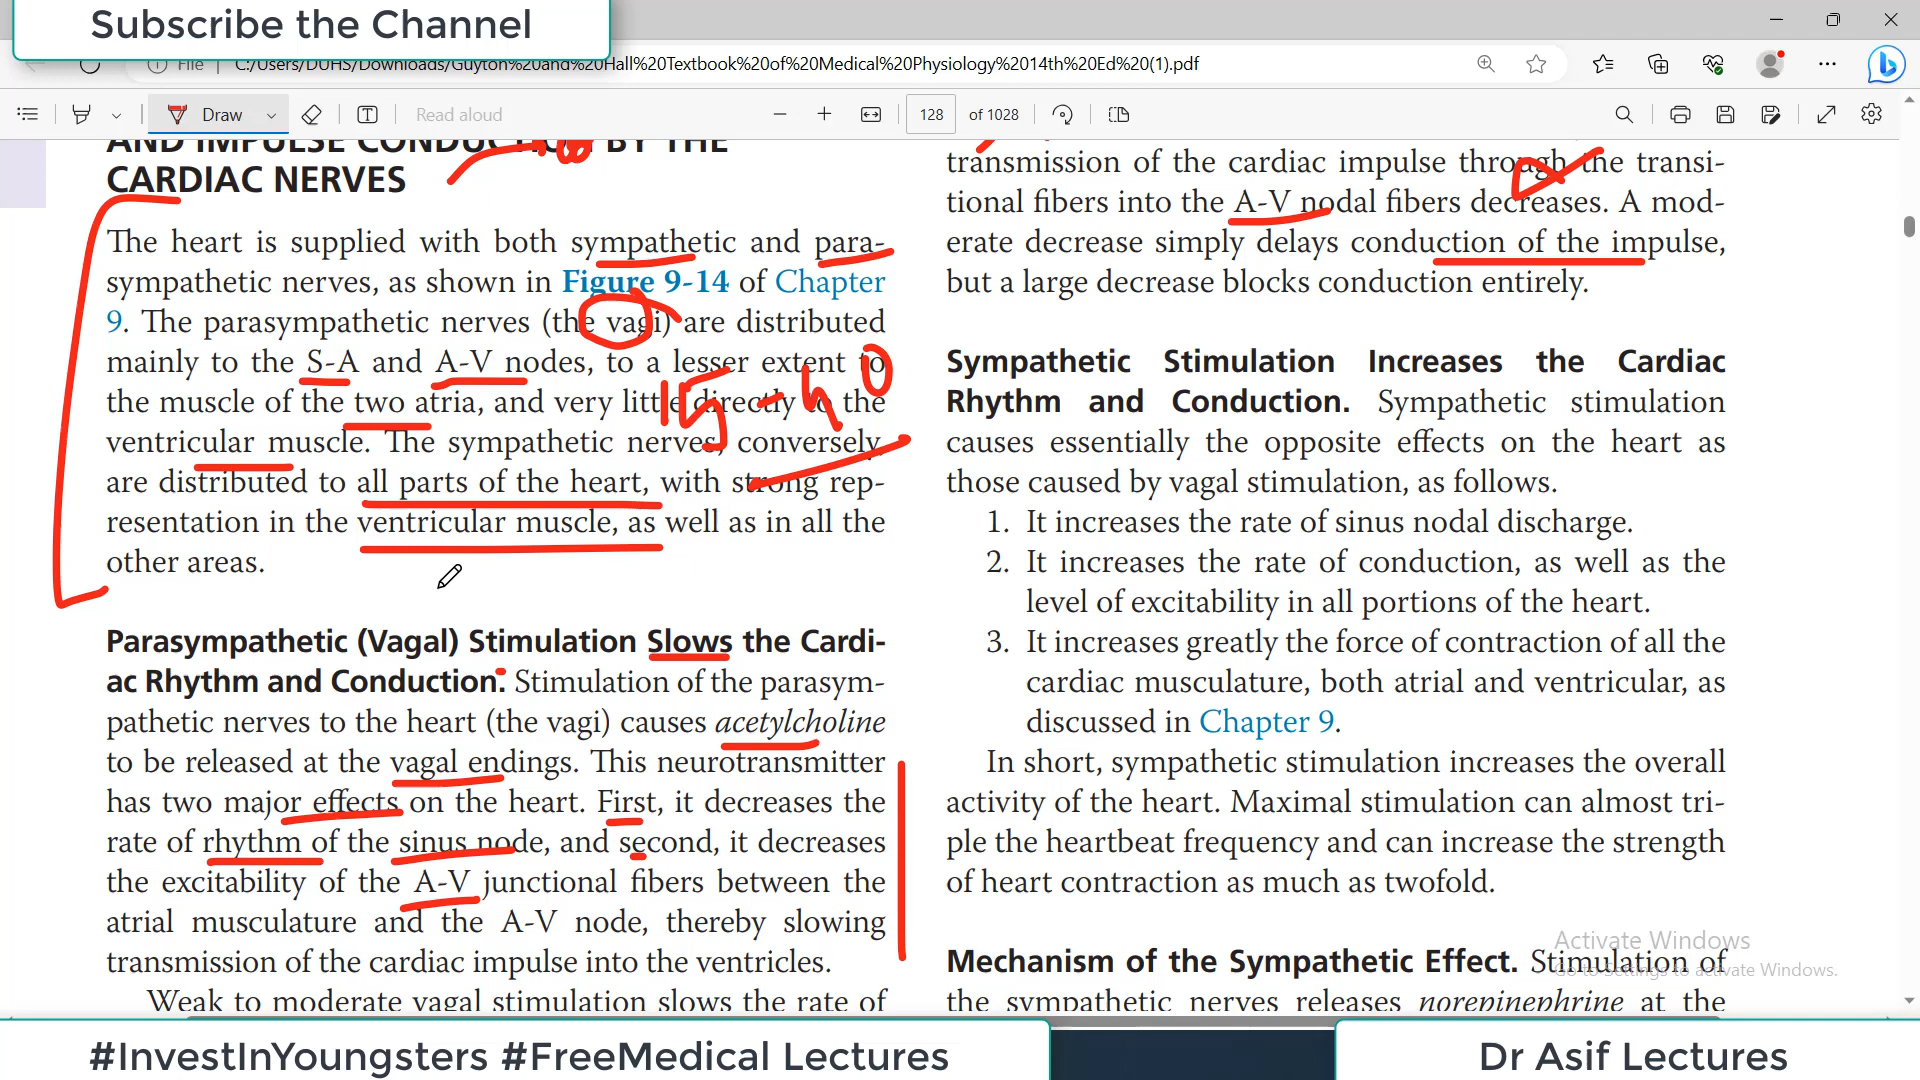 Subscribe the Channel
File
C:/Users/DUHS/Downloads/Guyton%20and%20Hall%20Textbook%20of%20Medical%20Physiology%2014th%20Ed%20(1).pdf
Draw
Read aloud
128 of 1028
AND IMPULSE CONDUCTION BY THE
CARDIAC NERVES
The heart is supplied with both sympathetic and para-
sympathetic nerves, as shown in Figure 9-14 of Chapter
9. The parasympathetic nerves (the vagi) are distributed
mainly to the S-A and A-V nodes, to a lesser extent to
the muscle of the two atria, and very little directly to the
ventricular muscle. The sympathetic nerves, conversely,
are distributed to all parts of the heart, with strong rep-
resentation in the ventricular muscle, as well as in all the
other areas.
Parasympathetic (Vagal) Stimulation Slows the Cardi-
ac Rhythm and Conduction. Stimulation of the parasym-
pathetic nerves to the heart (the vagi) causes acetylcholine
to be released at the vagal endings. This neurotransmitter
has two major effects on the heart. First, it decreases the
rate of rhythm of the sinus node, and second, it decreases
the excitability of the A-V junctional fibers between the
atrial musculature and the A-V node, thereby slowing
transmission of the cardiac impulse into the ventricles.
Weak to moderate vagal stimulation slows the rate of
transmission of the cardiac impulse through the transi-
tional fibers into the A-V nodal fibers decreases. A mod-
erate decrease simply delays conduction of the impulse,
but a large decrease blocks conduction entirely.
Sympathetic Stimulation Increases the Cardiac
Rhythm and Conduction. Sympathetic stimulation
causes essentially the opposite effects on the heart as
those caused by vagal stimulation, as follows.
1. It increases the rate of sinus nodal discharge.
2. It increases the rate of conduction, as well as the
level of excitability in all portions of the heart.
3. It increases greatly the force of contraction of all the
cardiac musculature, both atrial and ventricular, as
discussed in Chapter 9.
In short, sympathetic stimulation increases the overall
activity of the heart. Maximal stimulation can almost tri-
ple the heartbeat frequency and can increase the strength
of heart contraction as much as twofold.
Mechanism of the Sympathetic Effect. Stimulation of
the sympathetic nerves releases norepinephrine at the
Activate Windows
Go to Settings to activate Windows.
#InvestInYoungsters #FreeMedical Lectures
Dr Asif Lectures